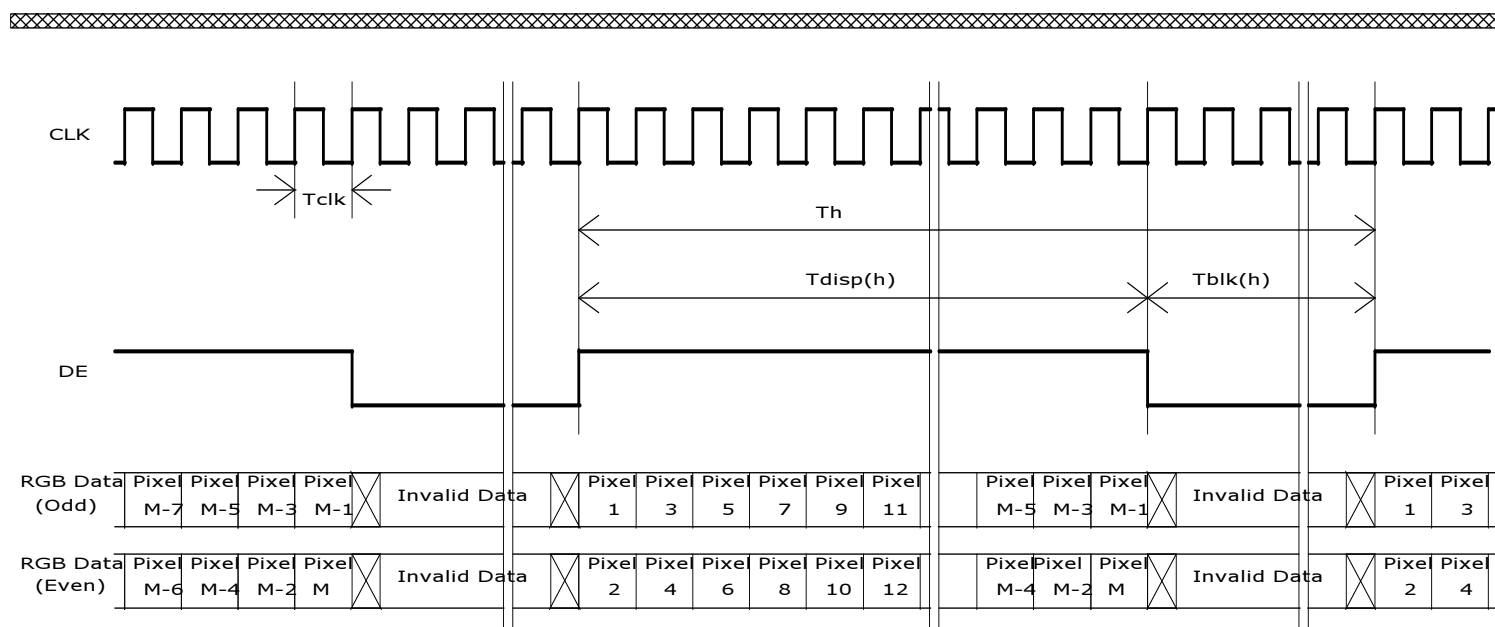 CLK
Tclk
Th
Tdisp(h)
Tblk(h)
DE
RGB Data Pixel Pixel Pixel Pixel Pixel Pixel Pixel Pixel Pixel Pixel Pixel Pixel Pixel Pixel Pixel
(Odd) M-7 M-5 M-3 M-1 Invalid Data 1 3 5 7 9 11 M-5 M-3 M-1 Invalid Data 1 3
RGB Data Pixel Pixel Pixel Pixel Pixel Pixel Pixel Pixel Pixel Pixel Pixel Pixel Pixel Pixel Pixel
(Even) M-6 M-4 M-2 M Invalid Data 2 4 6 8 10 12 M-4 M-2 M Invalid Data 2 4